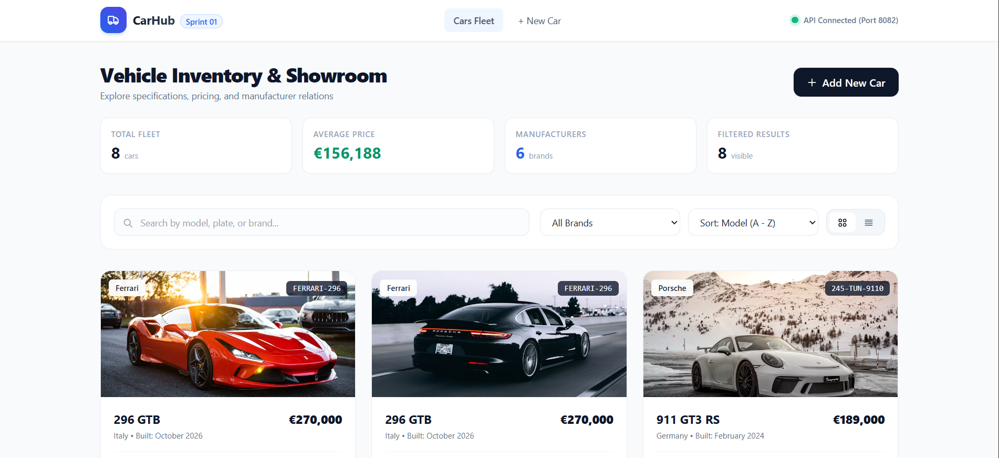 CarHub
Sprint 01
Cars Fleet
+ New Car
API Connected (Port 8082)
Vehicle Inventory & Showroom
Explore specifications, pricing, and manufacturer relations
+ Add New Car
TOTAL FLEET
8 cars
AVERAGE PRICE
€156,188
MANUFACTURERS
6 brands
FILTERED RESULTS
8 visible
Search by model, plate, or brand...
All Brands
Sort: Model (A - Z)
Ferrari
FERRARI-296
296 GTB
€270,000
Italy • Built: October 2026
Ferrari
FERRARI-296
PORSCHE
296 GTB
€270,000
Italy • Built: October 2026
Porsche
245-TUN-9110
911 GT3 RS
€189,000
Germany • Built: February 2024